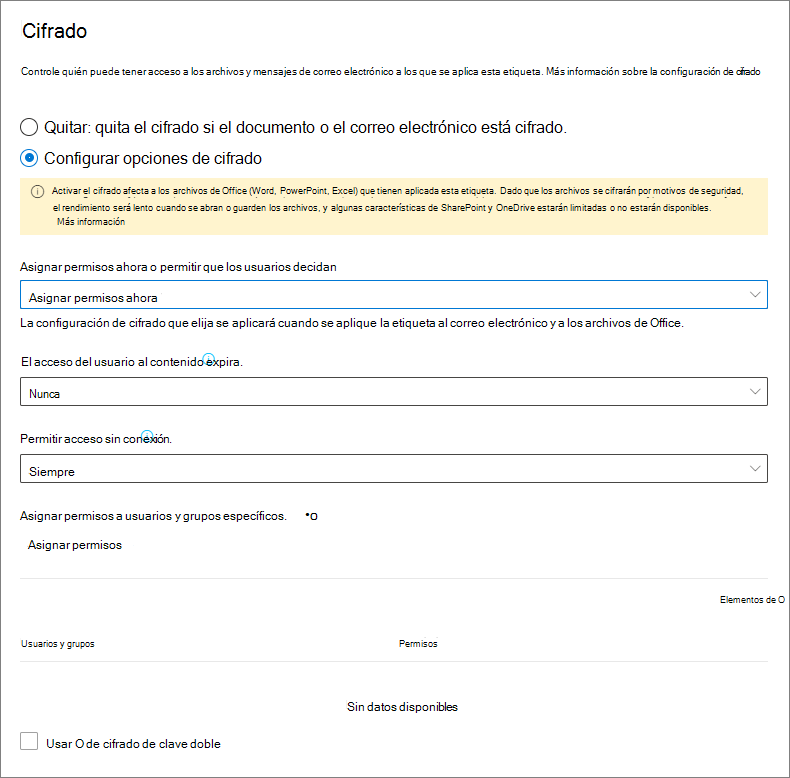 Cifrado
Controle quién puede tener acceso a los archivos y mensajes de correo electrónico a los que se aplica esta etiqueta. Más información sobre la configuración de cifrado
Quitar: quita el cifrado si el documento o el correo electrónico está cifrado.
Configurar opciones de cifrado
Activar el cifrado afecta a los archivos de Office (Word, PowerPoint, Excel) que tienen aplicada esta etiqueta. Dado que los archivos se cifrarán por motivos de seguridad,
el rendimiento será lento cuando se abran o guarden los archivos, y algunas características de SharePoint y OneDrive estarán limitadas o no estarán disponibles.
Más información
Asignar permisos ahora o permitir que los usuarios decidan
Asignar permisos ahora
La configuración de cifrado que elija se aplicará cuando se aplique la etiqueta al correo electrónico y a los archivos de Office.
El acceso del usuario al contenido expira.
Nunca
Permitir acceso sin conexión.
Siempre
Asignar permisos a usuarios y grupos específicos. *O
Asignar permisos
Elementos de O
Usuarios y grupos Permisos
Sin datos disponibles
Usar O de cifrado de clave doble